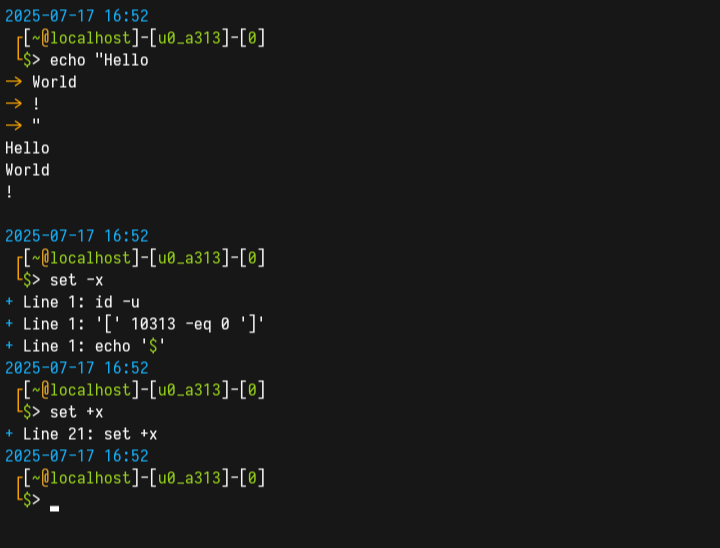 2025-07-17 16:52
┌[~@localhost]-[u0_a313]-[0]
└$> echo "Hello
→ World
→ !
→ "
Hello
World
!

2025-07-17 16:52
┌[~@localhost]-[u0_a313]-[0]
└$> set -x
+ Line 1: id -u
+ Line 1: '[' 10313 -eq 0 ']'
+ Line 1: echo '$'
2025-07-17 16:52
┌[~@localhost]-[u0_a313]-[0]
└$> set +x
+ Line 21: set +x
2025-07-17 16:52
┌[~@localhost]-[u0_a313]-[0]
└$>